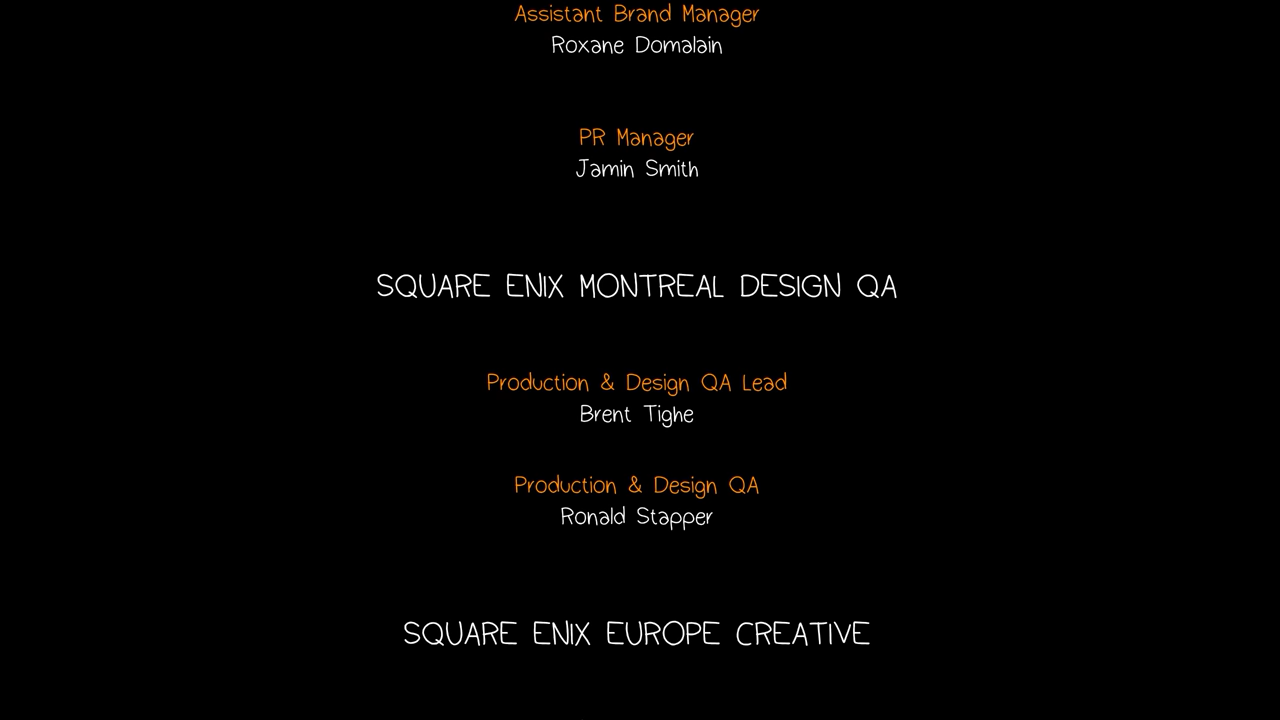 Assistant Brand Manager
Roxane Domalain
PR Manager
Jamin Smith
SQUARE ENIX MONTREAL DESIGN QA
Production & Design QA Lead
Brent Tighe
Production & Design QA
Ronald Stapper
SQUARE ENIX EUROPE CREATIVE